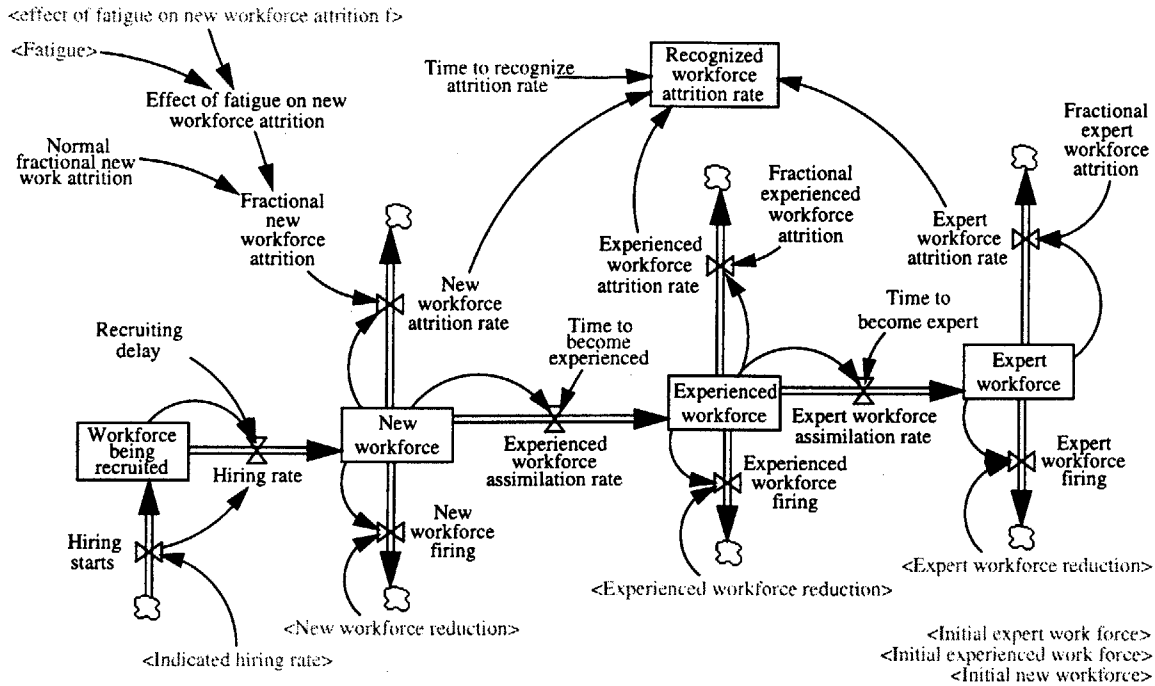 <effect of fatigue on new workforce attrition f>
<Fatigue>
Effect of fatigue on new
workforce attrition
Normal
fractional new
work attrition
Fractional
new
workforce
attrition
Time to recognize
attrition rate
Recognized
workforce
attrition rate
Fractional
expert
workforce
attrition
Fractional experienced
workforce
attrition
Experienced
workforce
attrition rate
Expert
workforce
attrition rate
New
workforce
attrition rate
Time to
become
experienced
Time to
become expert
Recruiting
delay
Workforce
being
recruited
Hiring rate
New
workforce
Experienced workforce
assimilation rate
Experienced
workforce
Expert workforce
assimilation rate
Expert
workforce
Hiring
starts
New
workforce
firing
Experienced
workforce
firing
Expert
workforce
firing
<New workforce reduction>
<Experienced workforce reduction>
<Expert workforce reduction>
<Indicated hiring rate>
<Initial expert work force>
<Initial experienced work force>
<Initial new workforce>